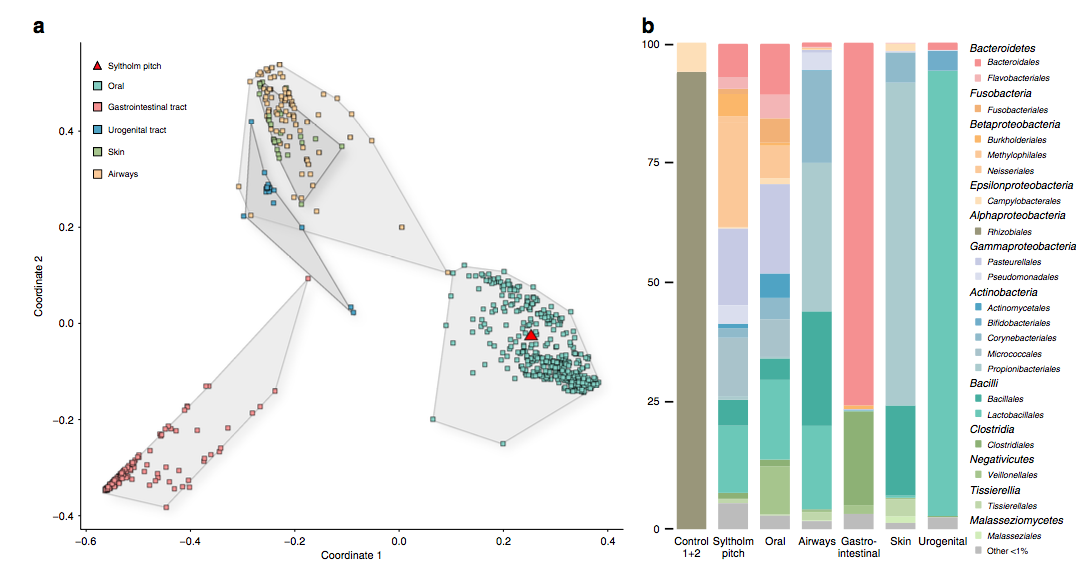 a
Syltholm pitch
Oral
Gastrointestinal tract
Urogenital tract
Skin
Airways
Coordinate 2
0.4
0.2
0.0
−0.2
−0.4
−0.6
−0.4
−0.2
0.0
0.2
0.4
Coordinate 1
b
100
75
50
25
0
Control
1+2
Syltholm
pitch
Oral
Airways
Gastro-
intestinal
Skin
Urogenital
Bacteroidetes
Bacteroidales
Flavobacteriales
Fusobacteria
Fusobacteriales
Betaproteobacteria
Burkholderiales
Methylophilales
Neisseriales
Epsilonproteobacteria
Campylobacterales
Alphaproteobacteria
Rhizobiales
Gammaproteobacteria
Pasteurellales
Pseudomonadales
Actinobacteria
Actinomycetales
Bifidobacteriales
Corynebacteriales
Micrococcales
Propionibacteriales
Bacilli
Bacillales
Lactobacillales
Clostridia
Clostridiales
Negativicutes
Veillonellales
Tissierellia
Tissierellales
Malasseziomycetes
Malasseziales
Other <1%